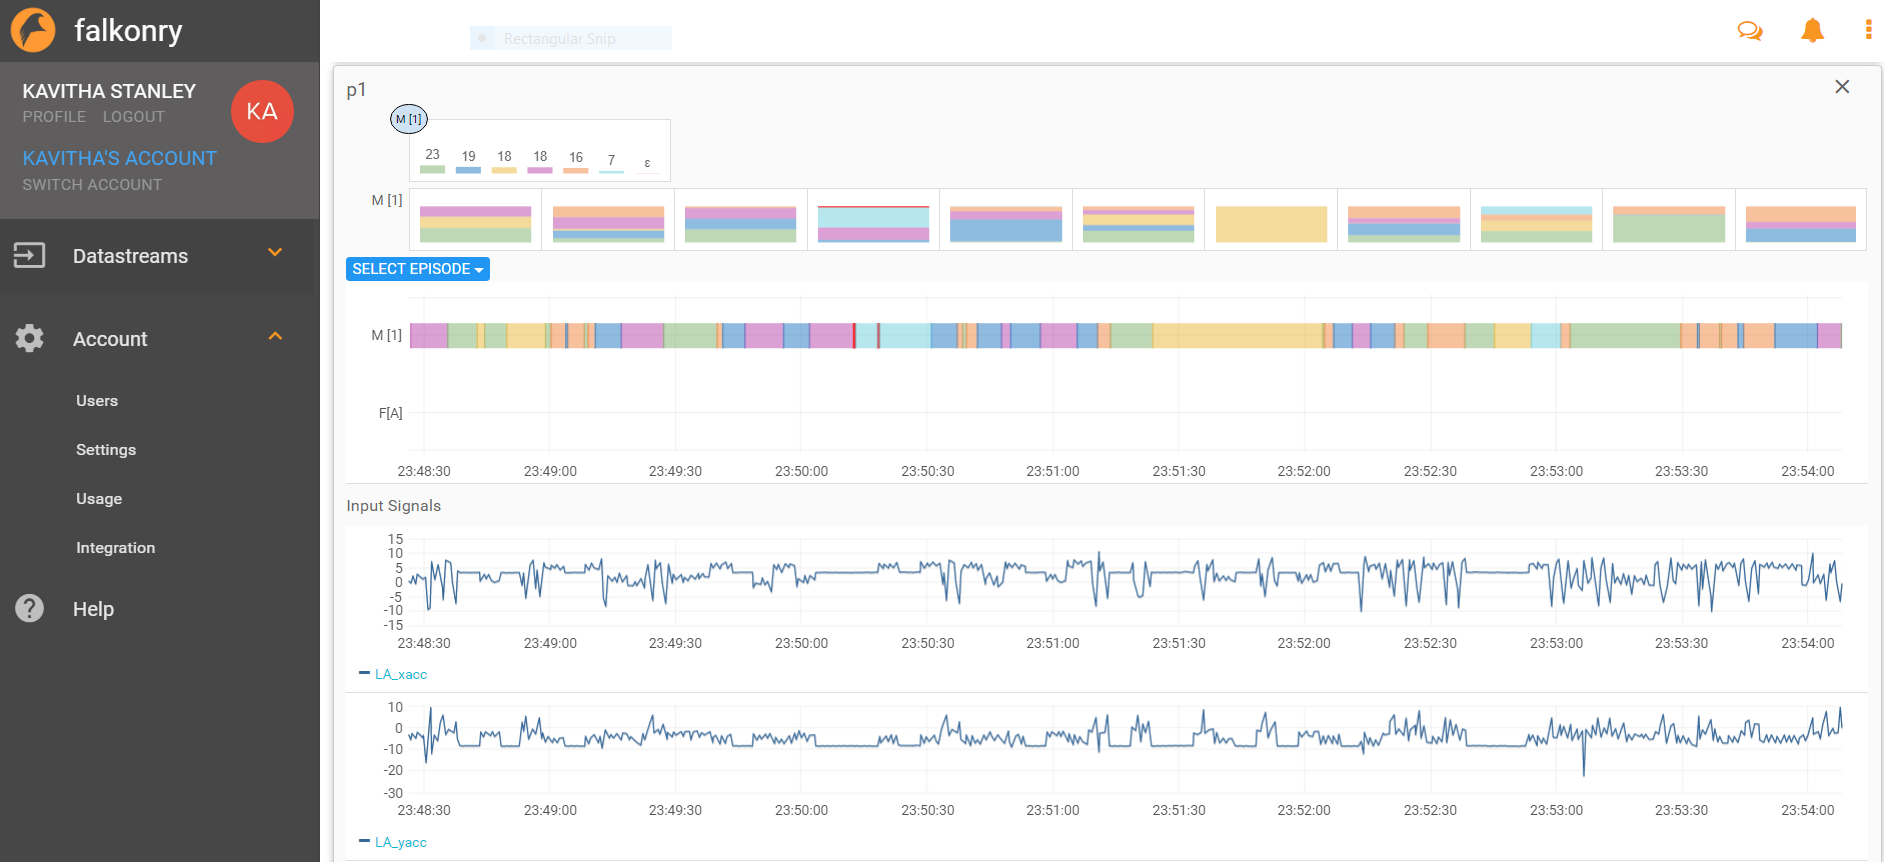 falkonry
Rectangular Snip
KAVITHA STANLEY
PROFILE LOGOUT
KA
KAVITHA'S ACCOUNT
SWITCH ACCOUNT
Datastreams
Account
Users
Settings
Usage
Integration
Help
p1
M [1]
23 19 18 18 16 7 ε
M [1]
SELECT EPISODE
M [1]
F[A]
23:48:30 23:49:00 23:49:30 23:50:00 23:50:30 23:51:00 23:51:30 23:52:00 23:52:30 23:53:00 23:53:30 23:54:00
Input Signals
15
10
5
0
-5
-10
-15
23:48:30 23:49:00 23:49:30 23:50:00 23:50:30 23:51:00 23:51:30 23:52:00 23:52:30 23:53:00 23:53:30 23:54:00
LA_xacc
10
0
-10
-20
-30
23:48:30 23:49:00 23:49:30 23:50:00 23:50:30 23:51:00 23:51:30 23:52:00 23:52:30 23:53:00 23:53:30 23:54:00
LA_yacc